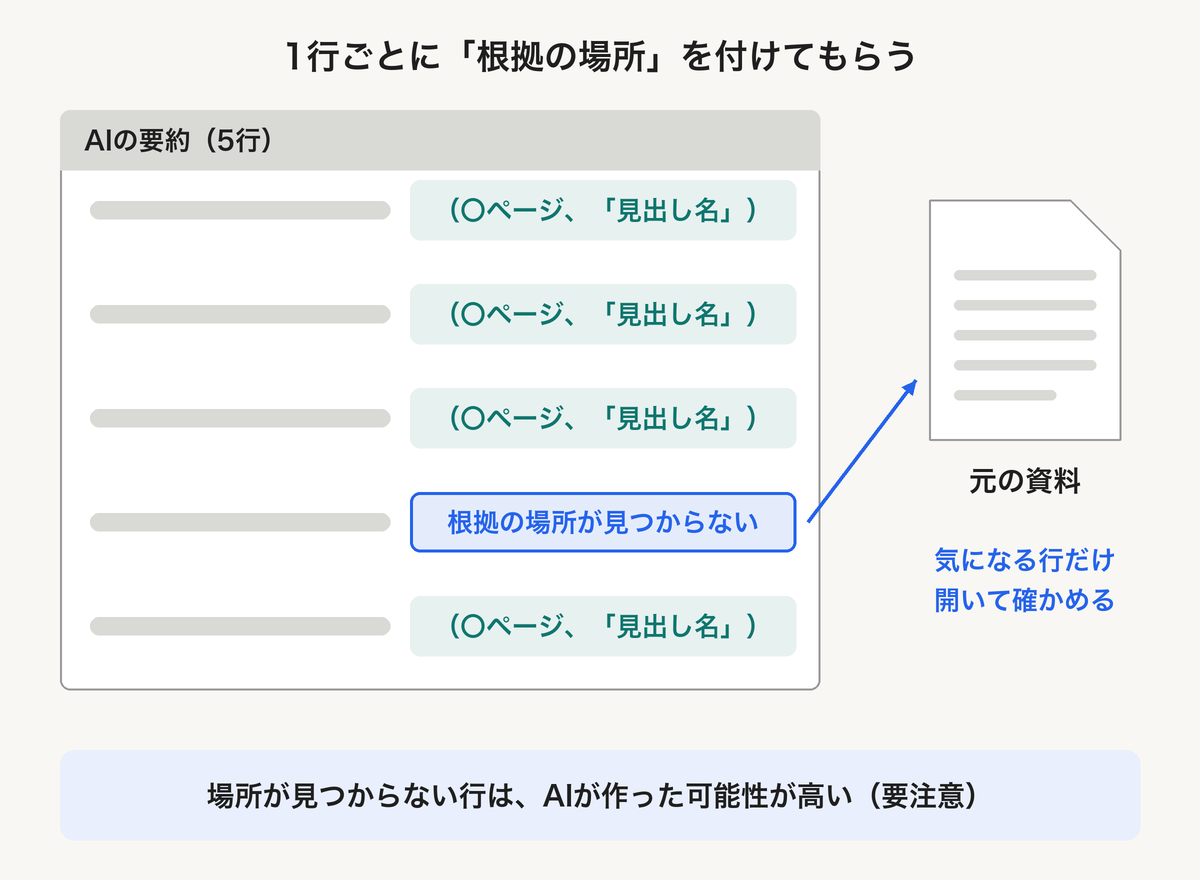 1行ごとに「根拠の場所」を付けてもらう
AIの要約（5行）
（〇ページ、「見出し名」）
（〇ページ、「見出し名」）
（〇ページ、「見出し名」）
根拠の場所が見つからない
（〇ページ、「見出し名」）
元の資料
気になる行だけ
開いて確かめる
場所が見つからない行は、AIが作った可能性が高い（要注意）